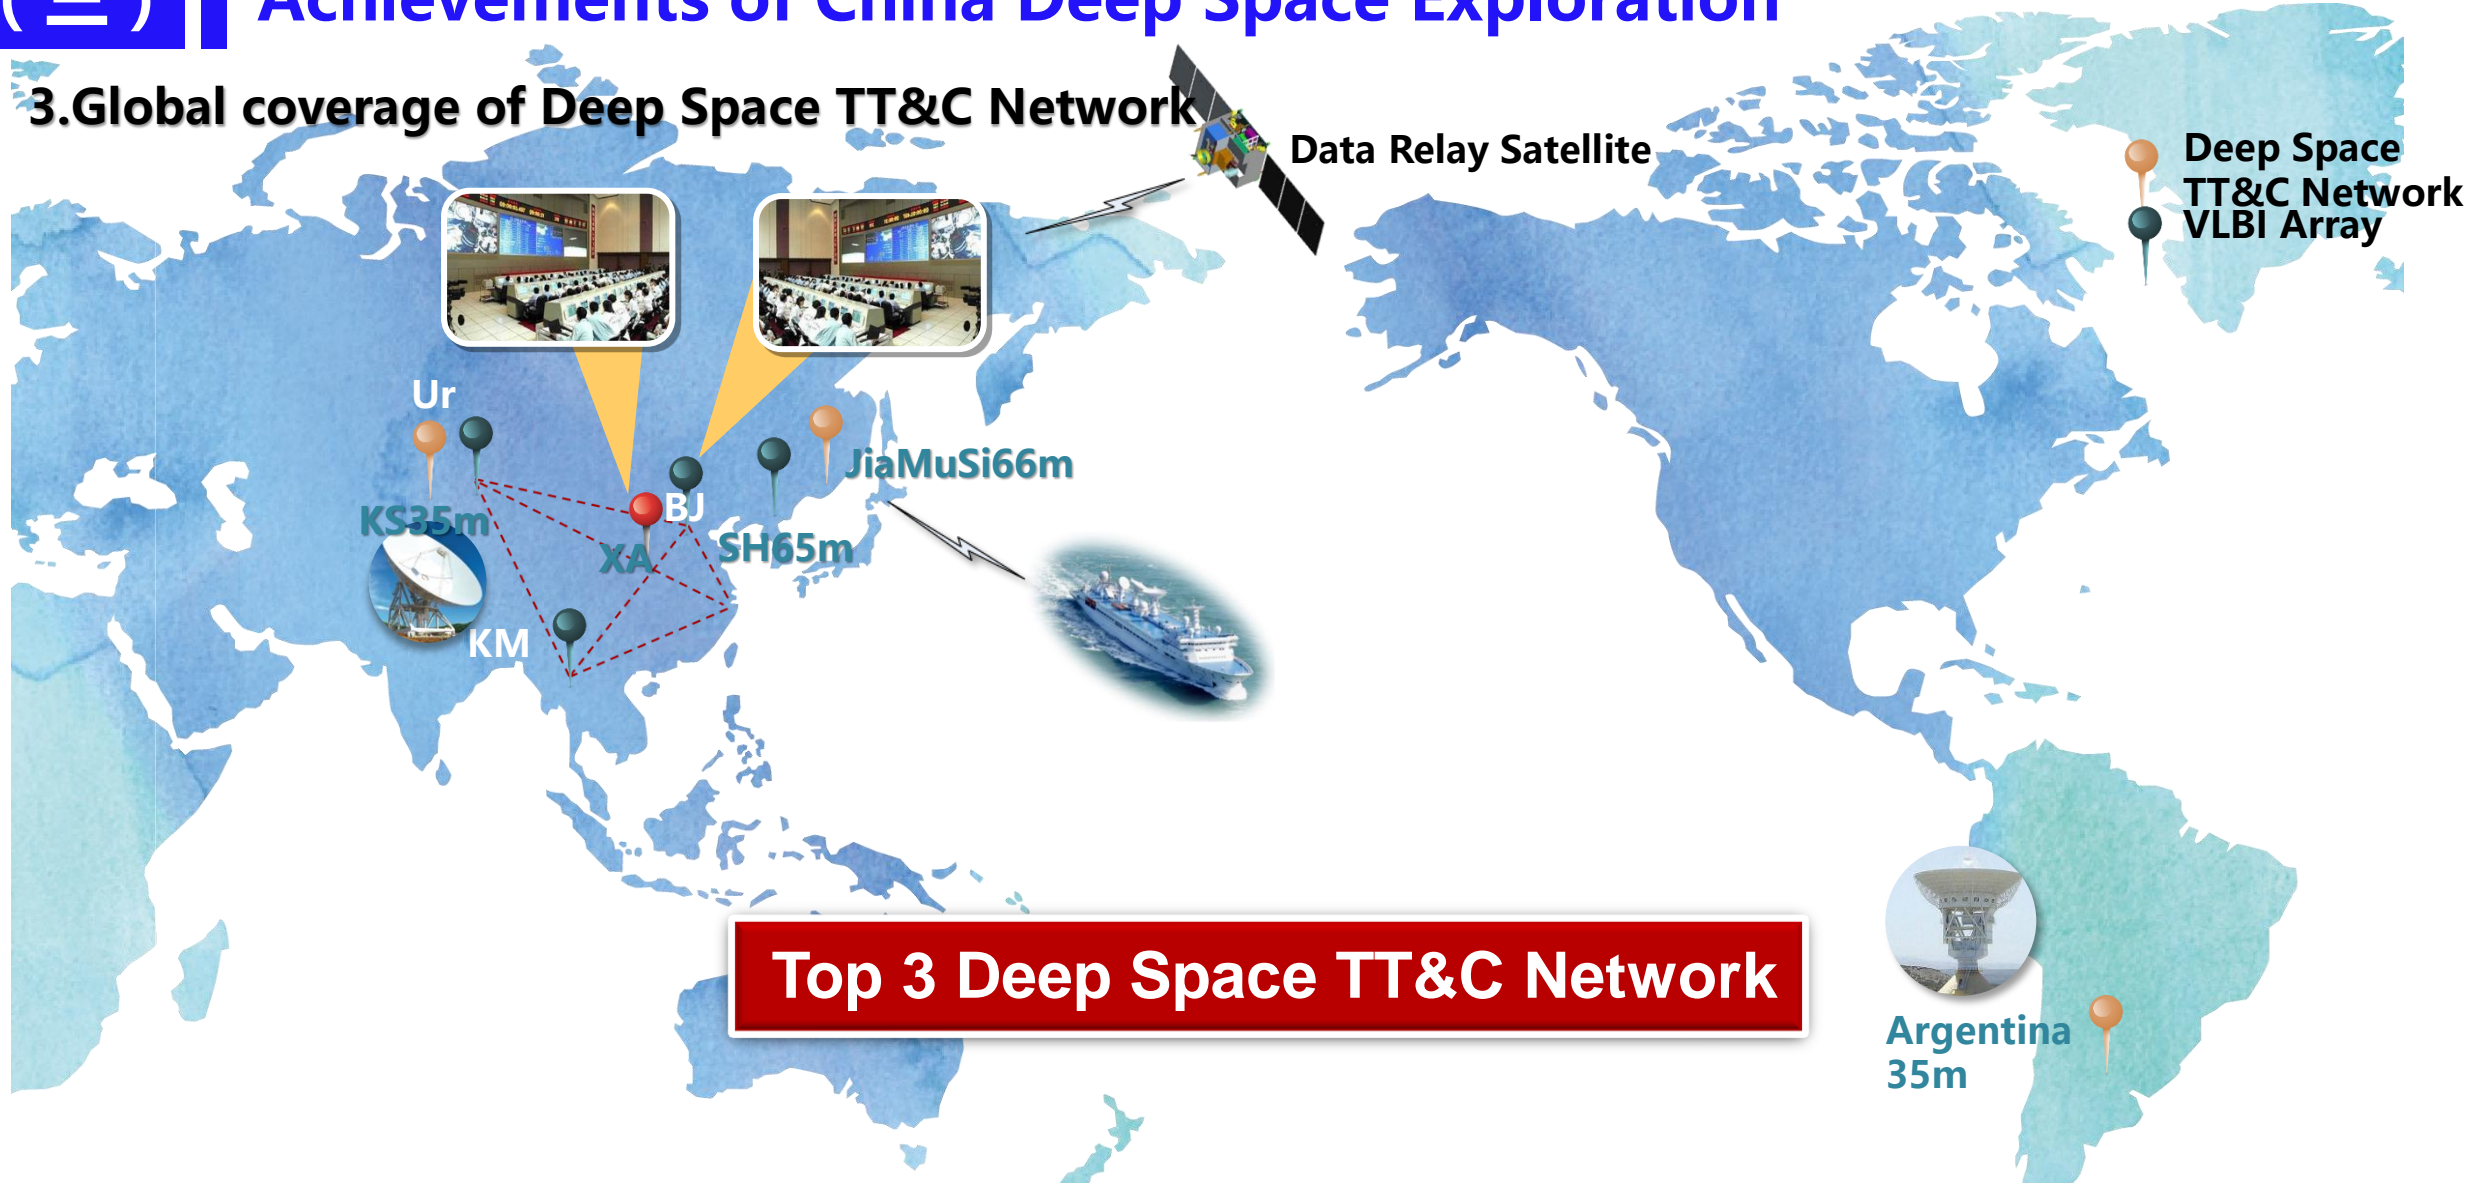 (三)
Achievements of China Deep Space Exploration
3.Global coverage of Deep Space TT&C Network
Data Relay Satellite
Deep Space
TT&C Network
VLBI Array
Ur
JiaMuSi66m
KS35m
BJ
XA
SH65m
KM
Top 3 Deep Space TT&C Network
Argentina
35m